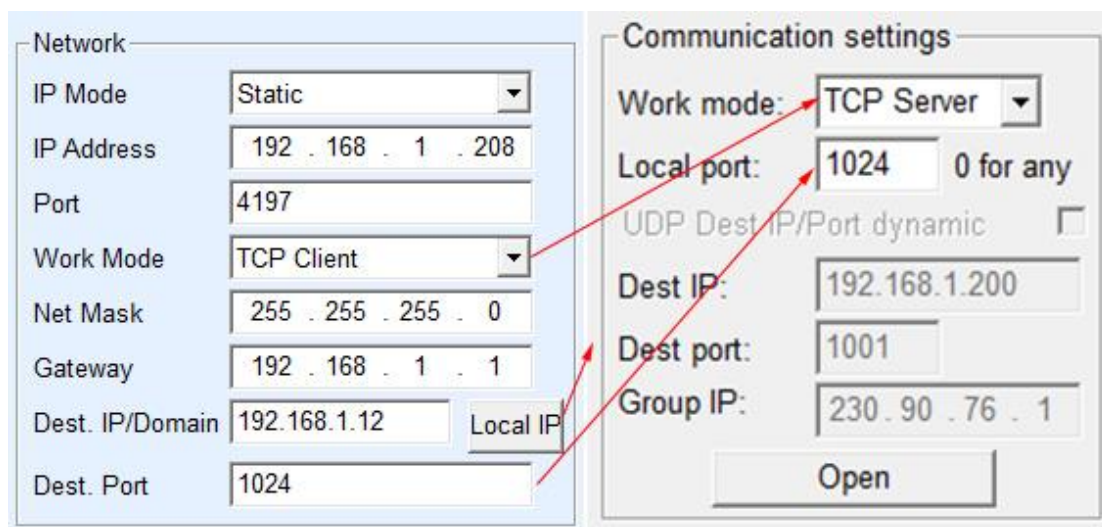 Network
IP Mode Static
IP Address 192 . 168 . 1 . 208
Port 4197
Work Mode TCP Client
Net Mask 255 . 255 . 255 . 0
Gateway 192 . 168 . 1 . 1
Dest. IP/Domain 192.168.1.12 Local IP
Dest. Port 1024
Communication settings
Work mode: TCP Server
Local port: 1024 0 for any
UDP Dest IP/Port dynamic
Dest IP: 192.168.1.200
Dest port: 1001
Group IP: 230 . 90 . 76 . 1
Open